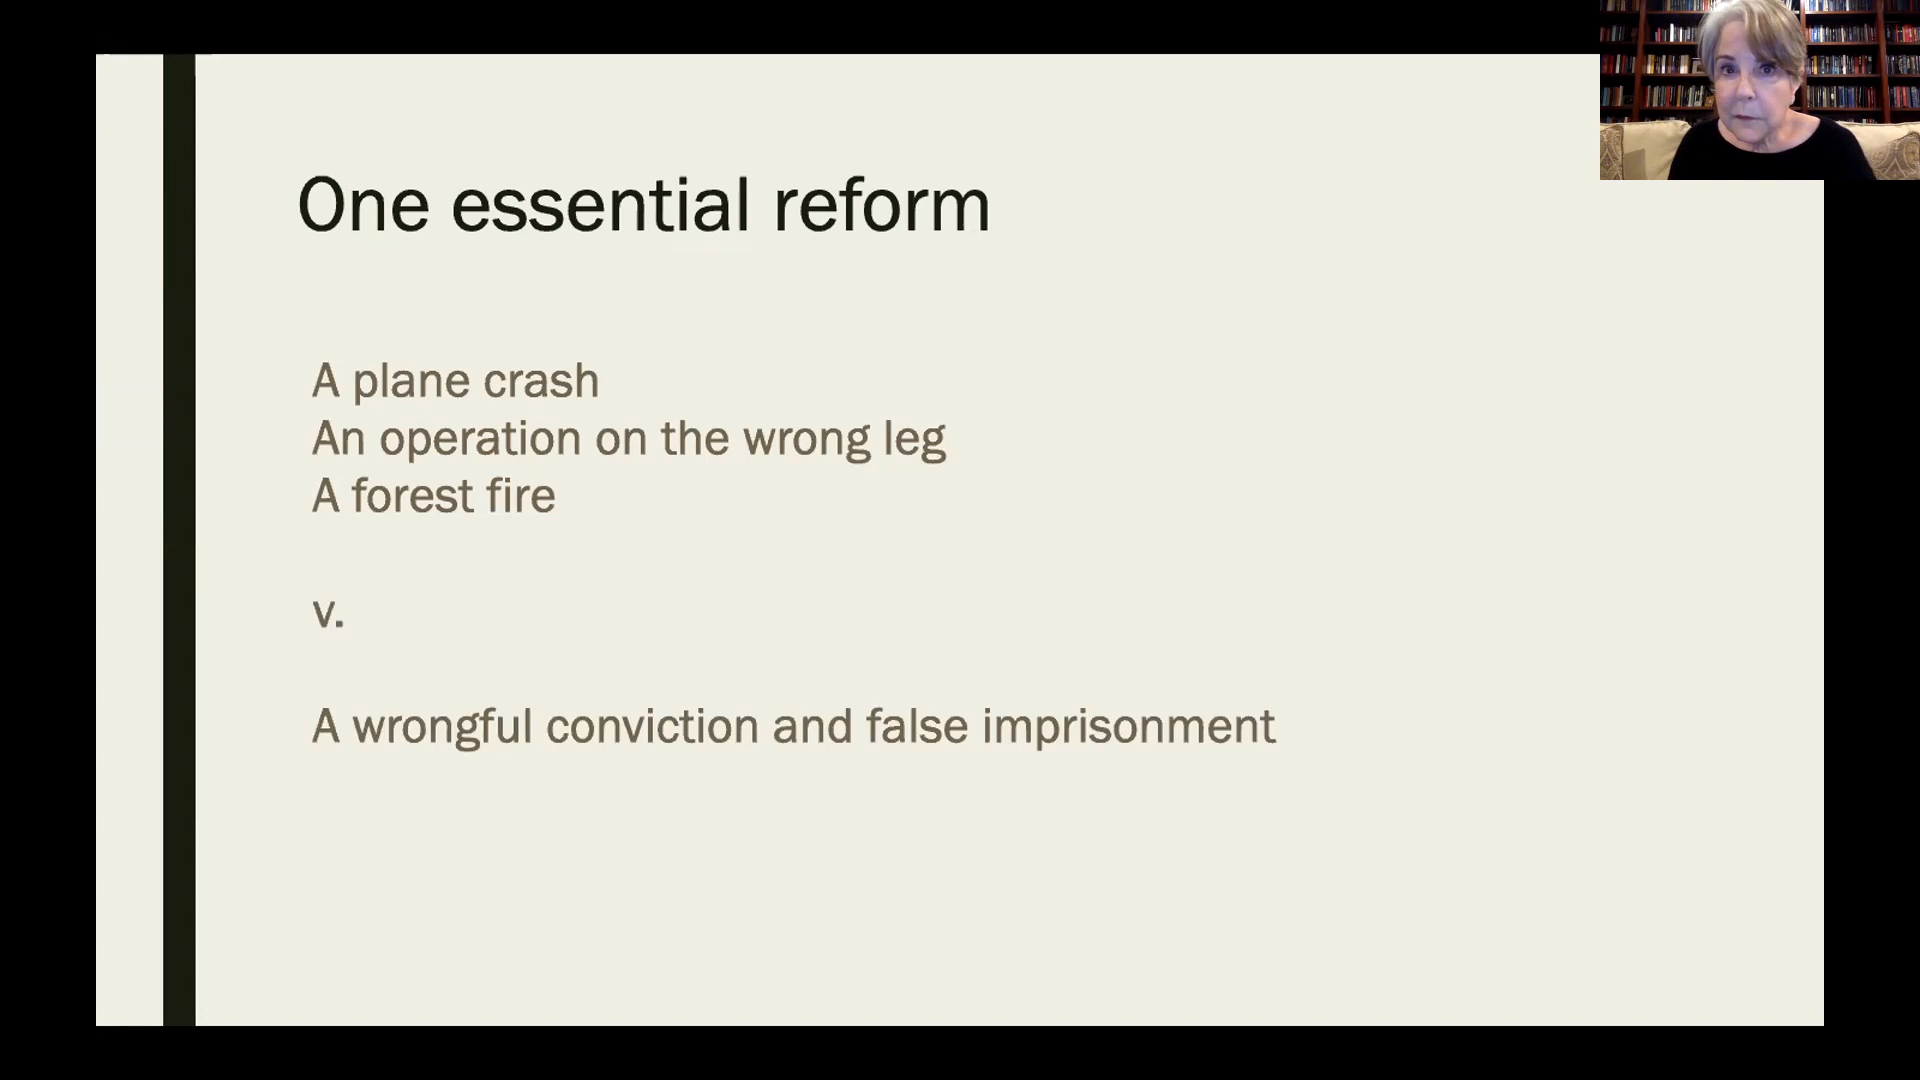 One essential reform
A plane crash
An operation on the wrong leg
A forest fire
v.
A wrongful conviction and false imprisonment